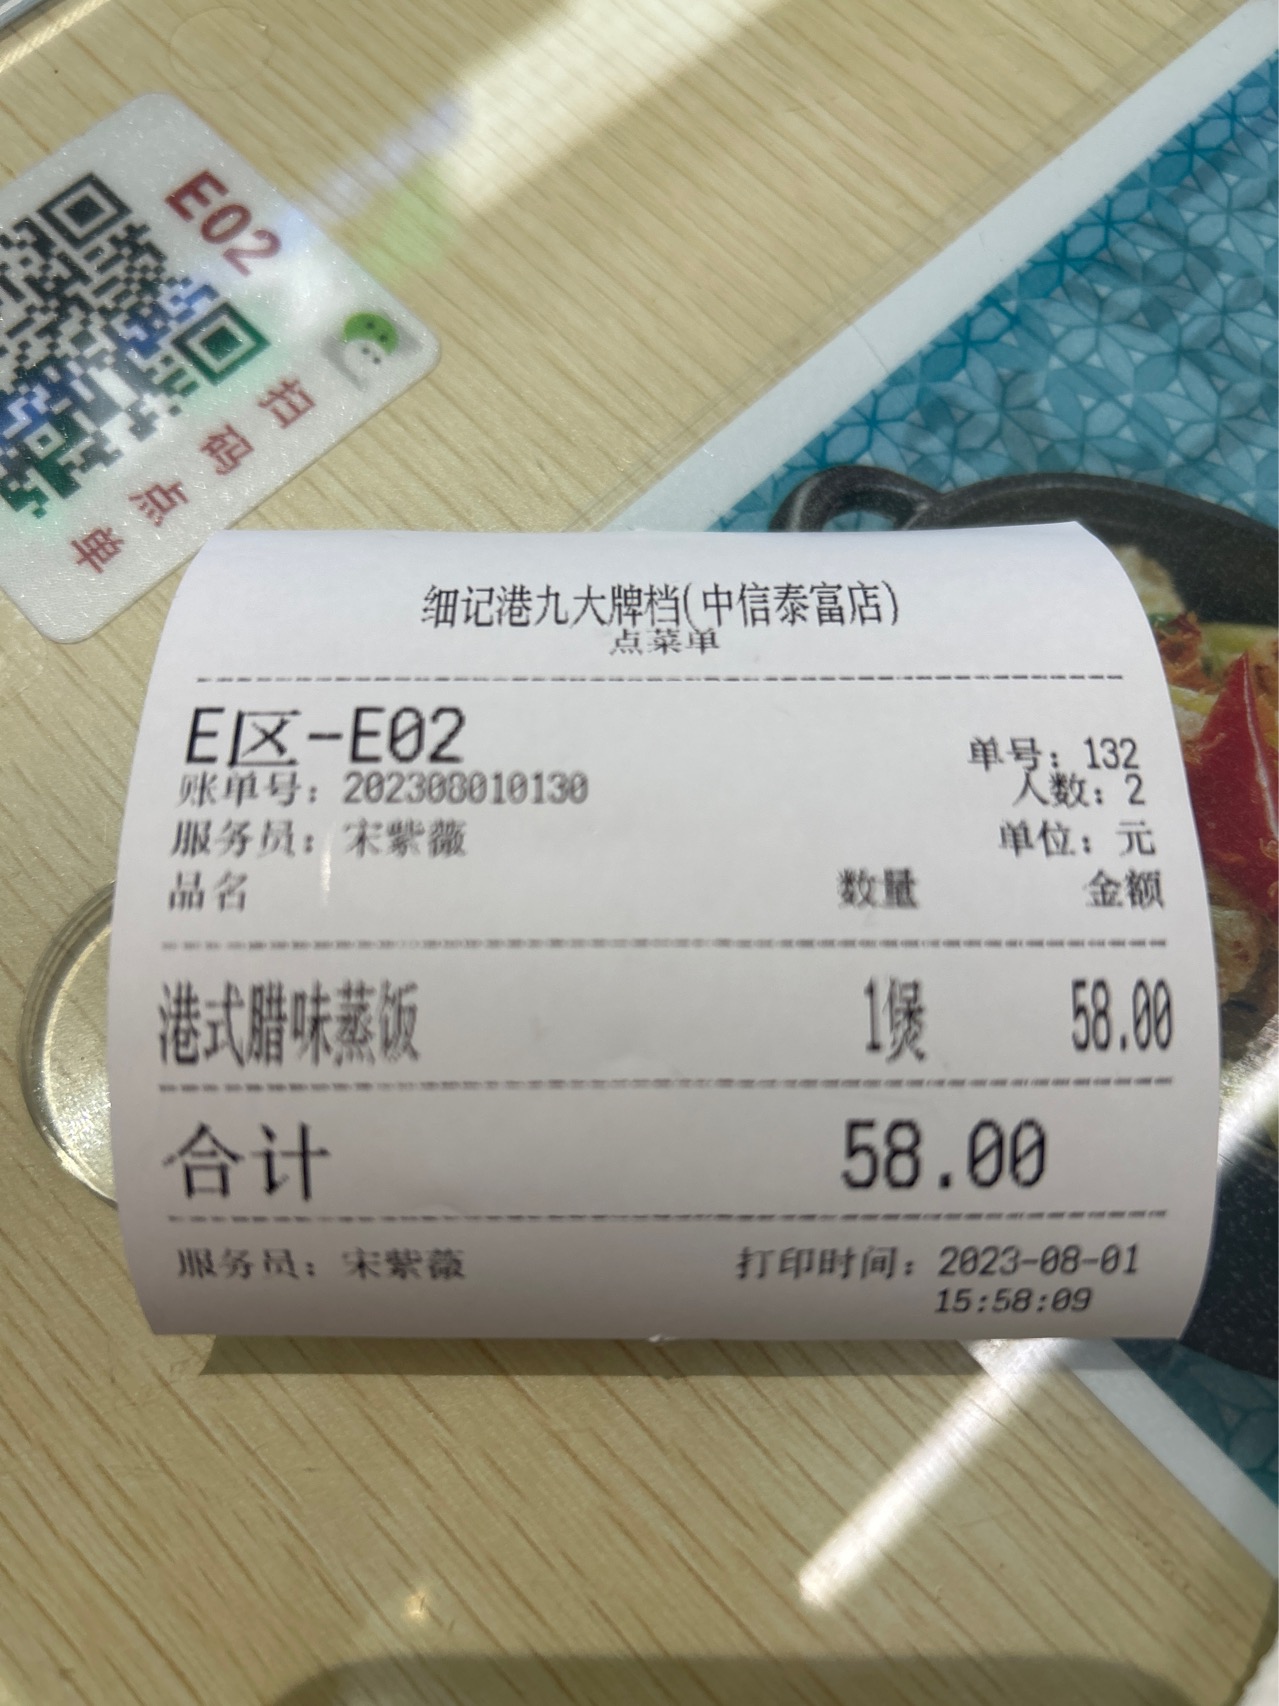 E02
扫码点单
细记港九大牌档(中信泰富店)
点菜单
E区-E02
单号：132
账单号：202308010130
人数：2
服务员：宋紫薇
单位：元
品名 数量 金额
港式腊味蒸饭 1煲 58.00
合计 58.00
服务员：宋紫薇 打印时间：2023-08-01
15:58:09